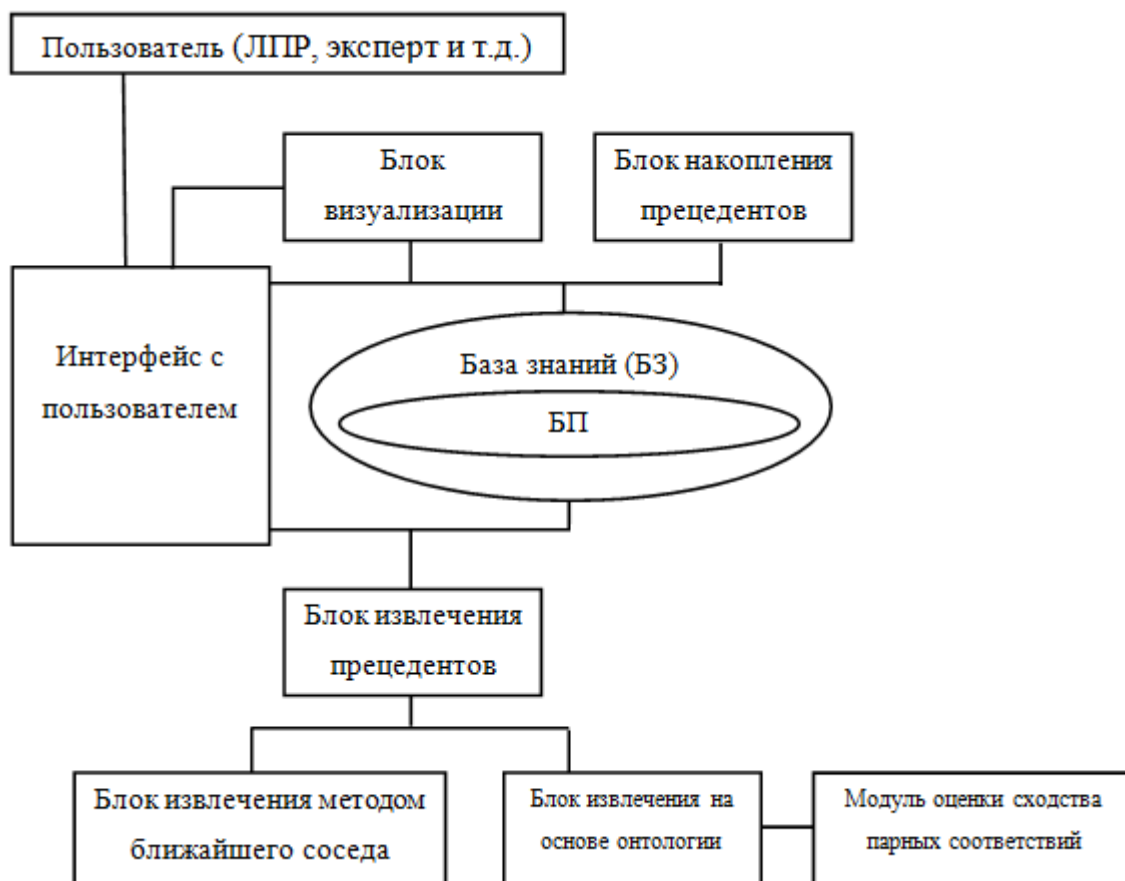 Пользователь (ЛПР, эксперт и т.д.)
Блок
визуализации
Блок накопления
прецедентов
Интерфейс с
пользователем
База знаний (БЗ)
БП
Блок извлечения
прецедентов
Блок извлечения методом
ближайшего соседа
Блок извлечения на
основе онтологии
Модуль оценки сходства
парных соответствий